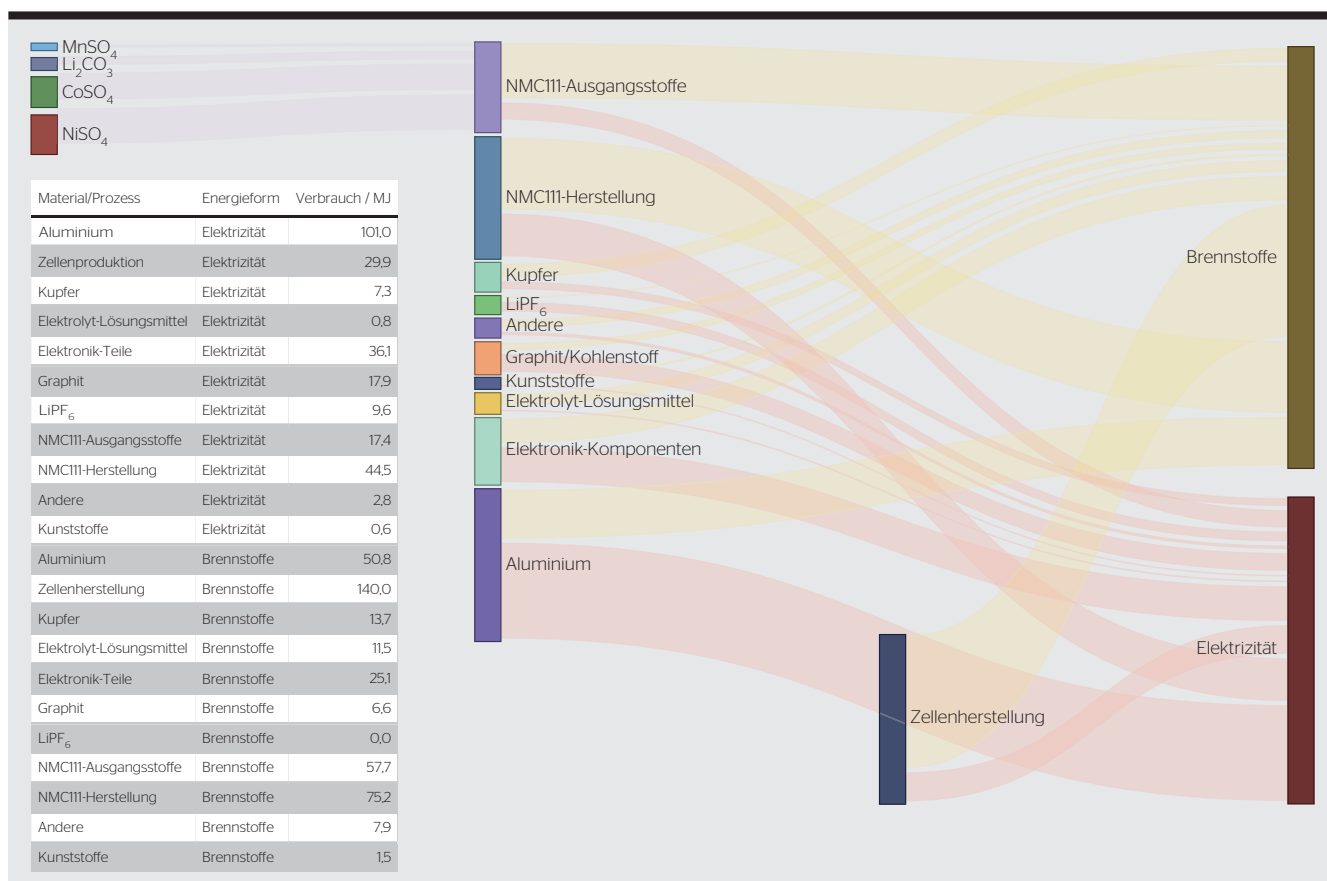 MnSO₄
Li₂CO₃
CoSO₄
NiSO₄
Material/Prozess Energieform Verbrauch / MJ
Aluminium Elektrizität 101,0
Zellenproduktion Elektrizität 29,9
Kupfer Elektrizität 7,3
Elektrolyt-Lösungsmittel Elektrizität 0,8
Elektronik-Teile Elektrizität 36,1
Graphit Elektrizität 17,9
LiPF₆ Elektrizität 9,6
NMC111-Ausgangsstoffe Elektrizität 17,4
NMC111-Herstellung Elektrizität 44,5
Andere Elektrizität 2,8
Kunststoffe Elektrizität 0,6
Aluminium Brennstoffe 50,8
Zellenherstellung Brennstoffe 140,0
Kupfer Brennstoffe 13,7
Elektrolyt-Lösungsmittel Brennstoffe 11,5
Elektronik-Teile Brennstoffe 25,1
Graphit Brennstoffe 6,6
LiPF₆ Brennstoffe 0,0
NMC111-Ausgangsstoffe Brennstoffe 57,7
NMC111-Herstellung Brennstoffe 75,2
Andere Brennstoffe 7,9
Kunststoffe Brennstoffe 1,5
NMC111-Ausgangsstoffe
NMC111-Herstellung
Kupfer
LiPF₆
Andere
Graphit/Kohlenstoff
Kunststoffe
Elektrolyt-Lösungsmittel
Elektronik-Komponenten
Aluminium
Zellenherstellung
Brennstoffe
Elektrizität